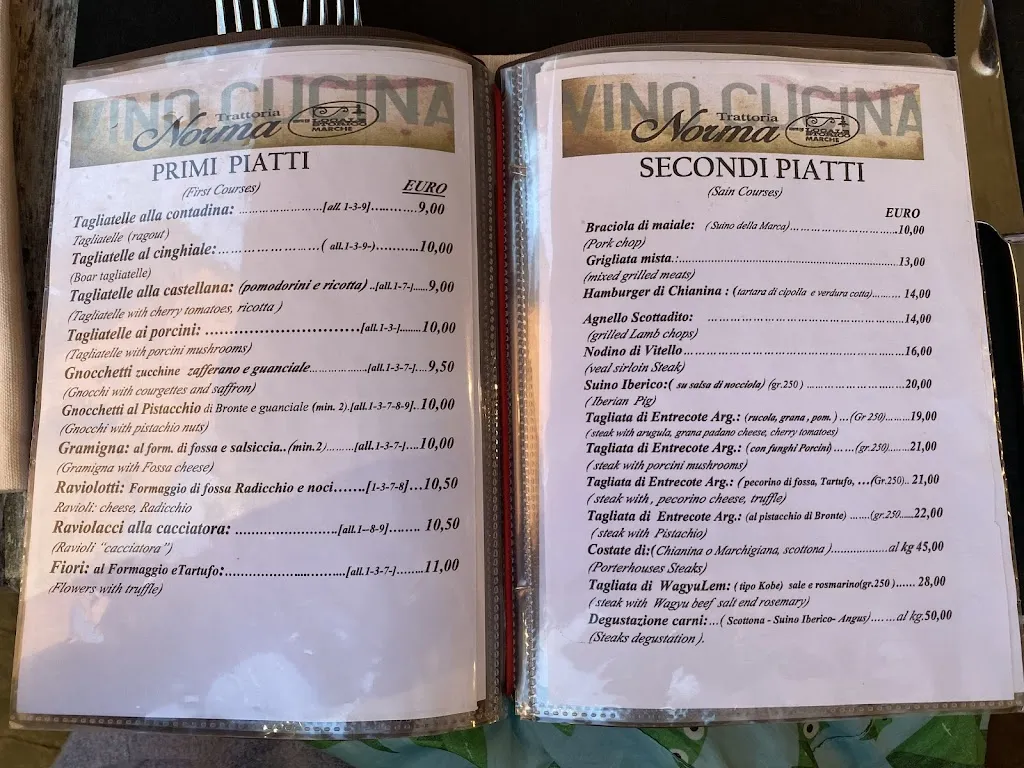 VINO CUCINA
Trattoria
Norma
LOCALE
STORICO
MARCHE
PRIMI PIATTI
(First Courses)
EURO
Tagliatelle alla contadina: ........................[all. 1-3-9]............9,00
Tagliatelle (ragout)
Tagliatelle al cinghiale:........................( all.1-3-9-)..........10,00
(Boar tagliatelle)
Tagliatelle alla castellana: (pomodorini e ricotta) ..[all.1-7-]......9,00
(Tagliatelle with cherry tomatoes, ricotta )
Tagliatelle ai porcini: ....................................[all.1-3-]........10,00
(Tagliatelle with porcini mushrooms)
Gnocchetti zucchine zafferano e guanciale..................[all.1-3-7-]....9,50
(Gnocchi with courgettes and saffron)
Gnocchetti al Pistacchio di Bronte e guanciale (min. 2).[all.1-3-7-8-9]..10,00
(Gnocchi with pistachio nuts)
Gramigna: al form. di fossa e salsiccia..(min.2)..........[all.1-3-7-]....10,00
(Gramigna with Fossa cheese)
Raviolotti: Formaggio di fossa Radicchio e noci.......[1-3-7-8]...10,50
Ravioli: cheese, Radicchio
Raviolacci alla cacciatora: ............................[all.1--8-9]........ 10,50
(Ravioli "cacciatora")
Fiori: al Formaggio eTartufo:................................[all.1-3-7-]........11,00
(Flowers with truffle)
VINO CUCINA
Trattoria
Norma
LOCALE
STORICO
MARCHE
SECONDI PIATTI
(Sain Courses)
EURO
Braciola di maiale: (Suino della Marca)..............................10,00
(Pork chop)
Grigliata mista.:............................................................ 13,00
(mixed grilled meats)
Hamburger di Chianina : (tartara di cipolla e verdura cotta)......... 14,00
Agnello Scottadito: ................................................14,00
(grilled Lamb chops)
Nodino di Vitello............................................................16,00
(veal sirloin Steak)
Suino Iberico:( su salsa di nocciola) (gr.250 ) ............................20,00
( Iberian Pig)
Tagliata di Entrecote Arg.: (rucola, grana , pom. ) ...(Gr 250)........19,00
( steak with arugula, grana padano cheese, cherry tomatoes)
Tagliata di Entrecote Arg.: (con funghi Porcini) ......(gr.250)......21,00
( steak with porcini mushrooms)
Tagliata di Entrecote Arg.: ( pecorino di fossa, Tartufo, ...(Gr.250).. 21,00
( steak with , pecorino cheese, truffle)
Tagliata di Entrecote Arg.: (al pistacchio di Bronte) ......(gr.250.....22,00
( steak with Pistachio)
Costate di:(Chianina o Marchigiana, scottona )..................al kg 45,00
(Porterhouses Steaks)
Tagliata di WagyuLem: ( tipo Kobe) sale e rosmarino(gr.250 )...... 28,00
( steak with Wagyu beef salt end rosemary)
Degustazione carni:...( Scottona - Suino Iberico- Angus).......al kg.50,00
(Steaks degustation ).